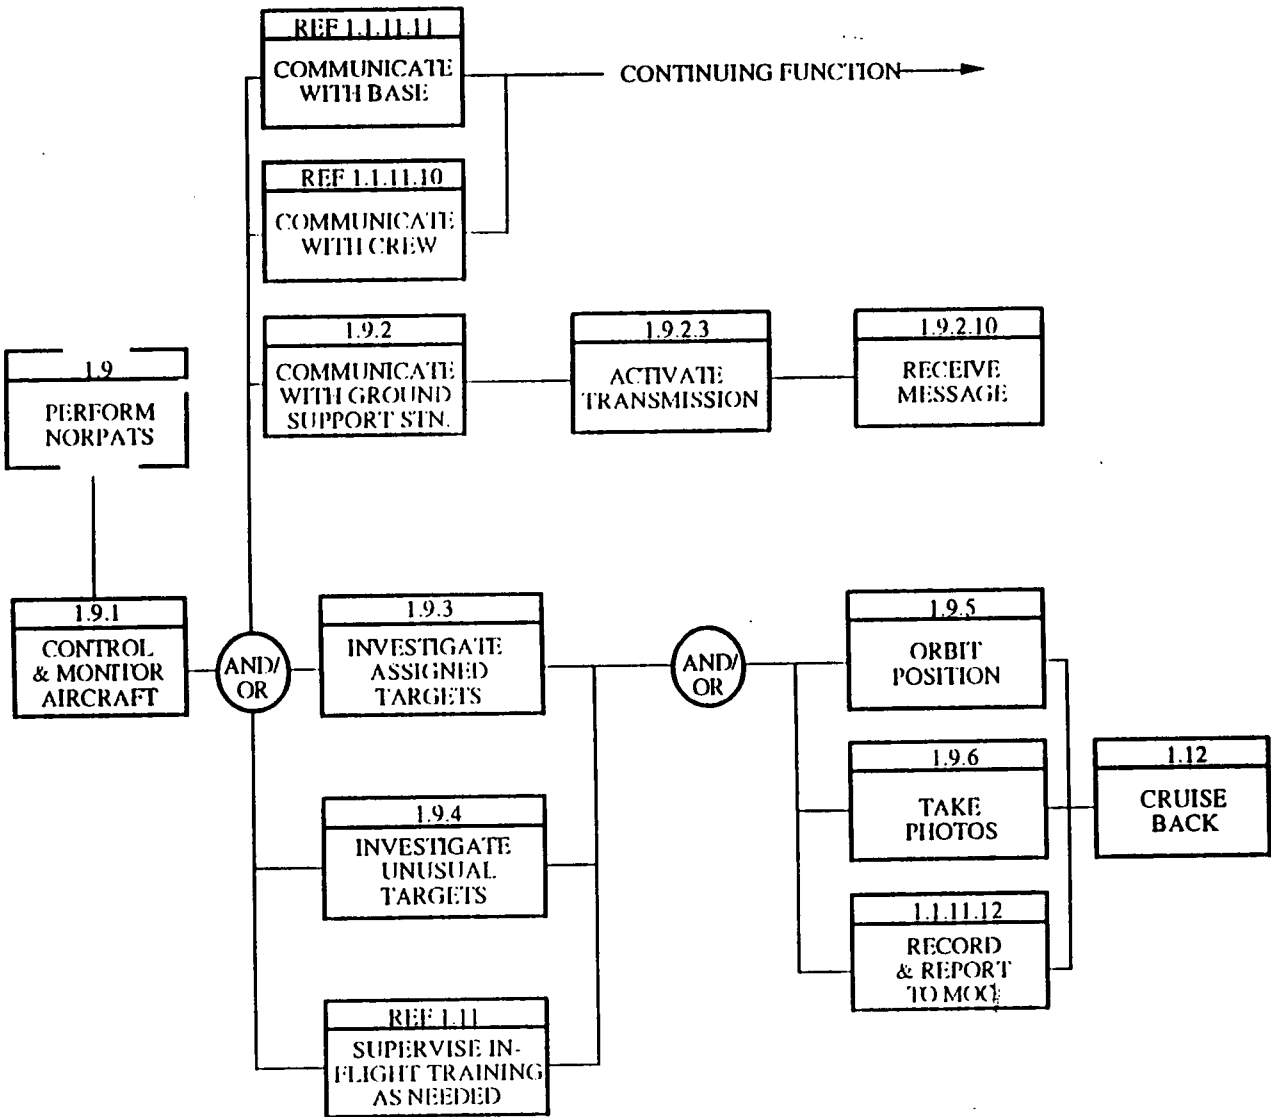 REF 1.1.11.11
COMMUNICATE
WITH BASE
CONTINUING FUNCTION
REF 1.1.11.10
COMMUNICATE
WITH CREW
1.9.2
COMMUNICATE
WITH GROUND
SUPPORT STN.
1.9.2.3
ACTIVATE
TRANSMISSION
1.9.2.10
RECEIVE
MESSAGE
1.9
PERFORM
NORPATS
1.9.1
CONTROL
& MONITOR
AIRCRAFT
AND/
OR
1.9.3
INVESTIGATE
ASSIGNED
TARGETS
AND/
OR
1.9.5
ORBIT
POSITION
1.9.4
INVESTIGATE
UNUSUAL
TARGETS
1.9.6
TAKE
PHOTOS
1.12
CRUISE
BACK
1.1.11.12
RECORD
& REPORT
TO MOC
REF 1.11
SUPERVISE IN-
FLIGHT TRAINING
AS NEEDED